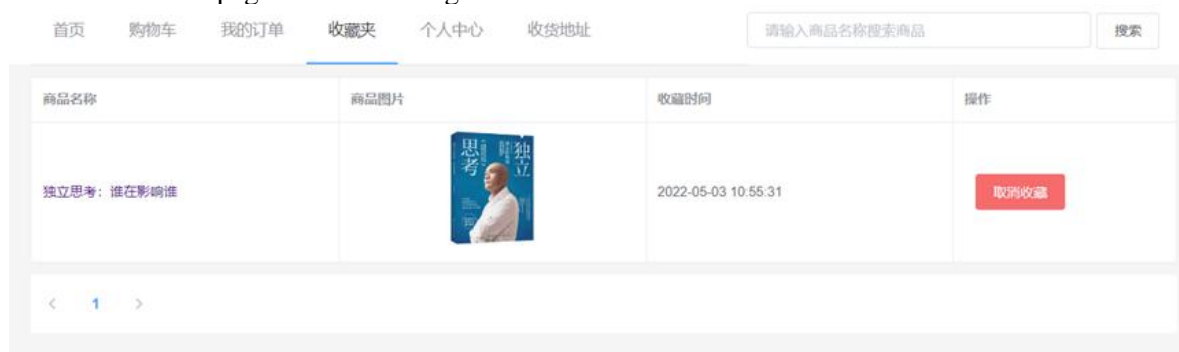 首页 购物车 我的订单 收藏夹 个人中心 收货地址 请输入商品名称搜索商品 搜索
商品名称 商品图片 收藏时间 操作
独立
思考
独立思考：谁在影响谁 2022-05-03 10:55:31 取消收藏
< 1 >